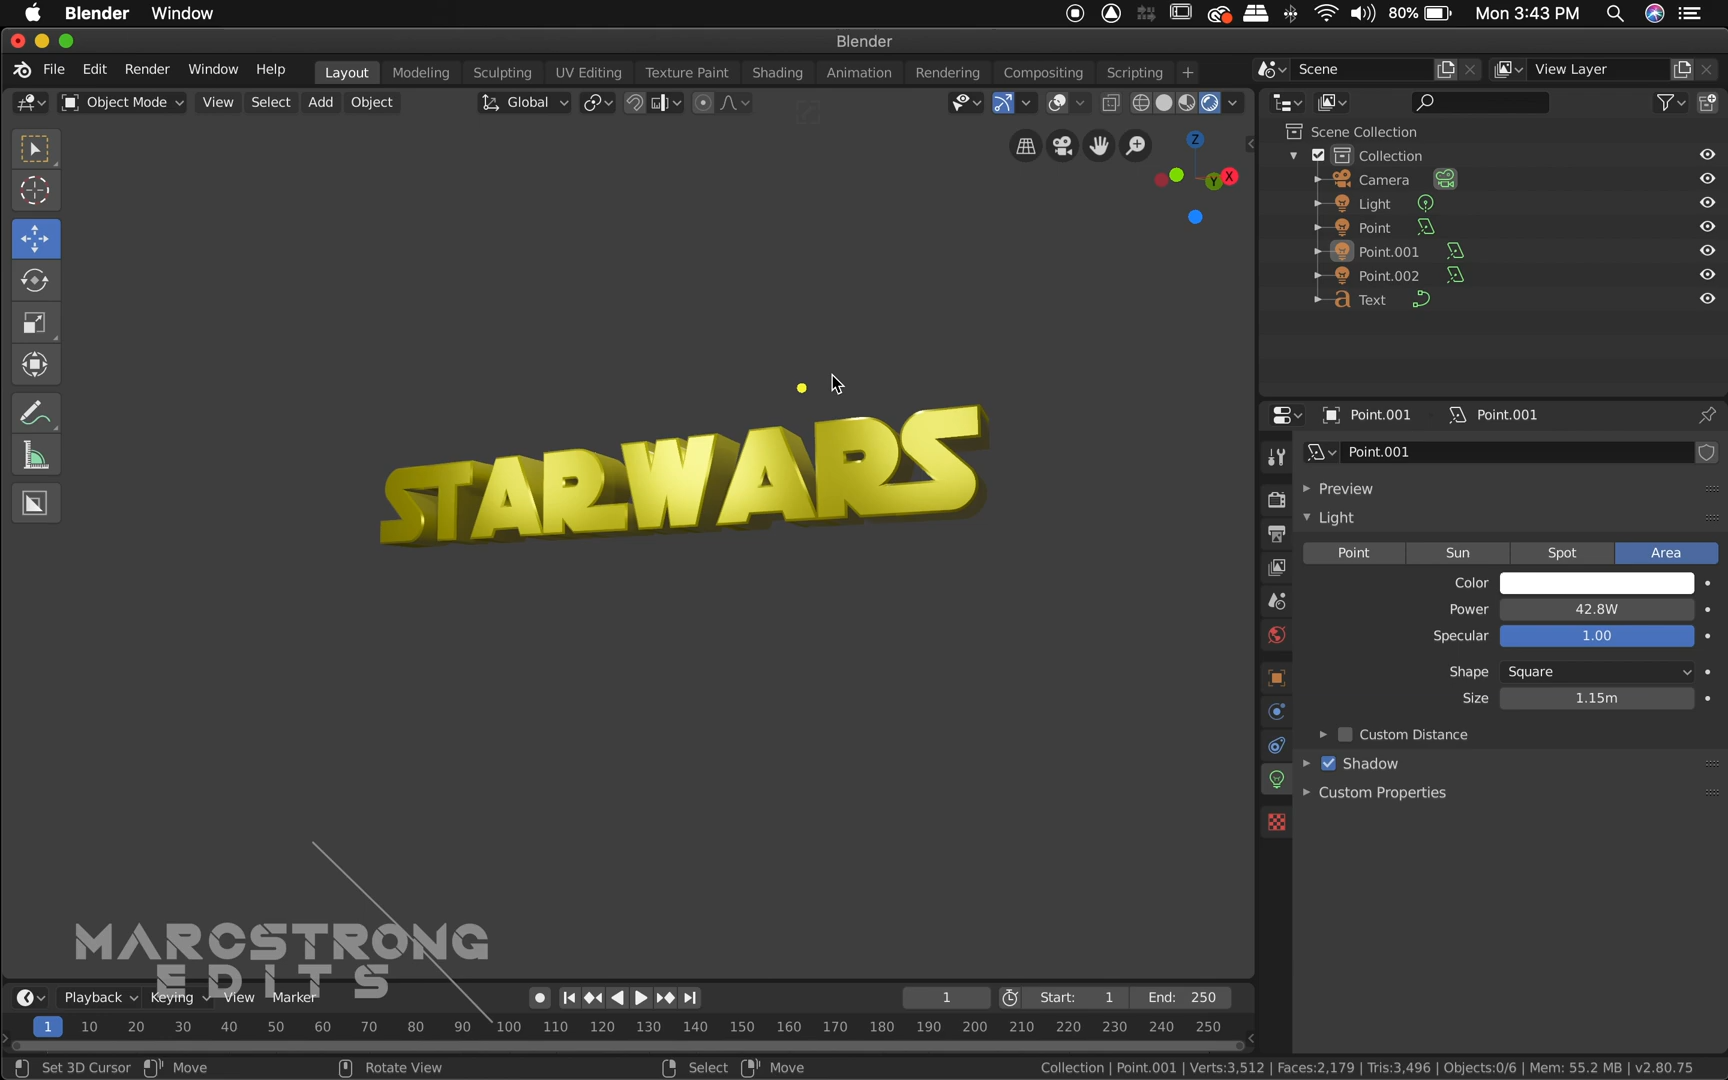 Blender Window 80% Mon 3:43 PM
Blender
File Edit Render Window Help Layout Modeling Sculpting UV Editing Texture Paint Shading Animation Rendering Compositing Scripting + Scene View Layer
Object Mode View Select Add Object Global
Scene Collection
Z
Collection
Y X
Camera
Light
Point
Point.001
Point.002
Text
STARWARS
Point.001 Point.001
Point.001
Preview
Light
Point Sun Spot Area
Color
Power 42.8W
Specular 1.00
Shape Square
Size 1.15m
Custom Distance
Shadow
Custom Properties
MARCSTRONG
EDITS
Playback Keying View Marker 1 Start: 1 End: 250
1 10 20 30 40 50 60 70 80 90 100 110 120 130 140 150 160 170 180 190 200 210 220 230 240 250
Set 3D Cursor Move Rotate View Select Move Collection | Point.001 | Verts:3,512 | Faces:2,179 | Tris:3,496 | Objects:0/6 | Mem: 55.2 MB | v2.80.75